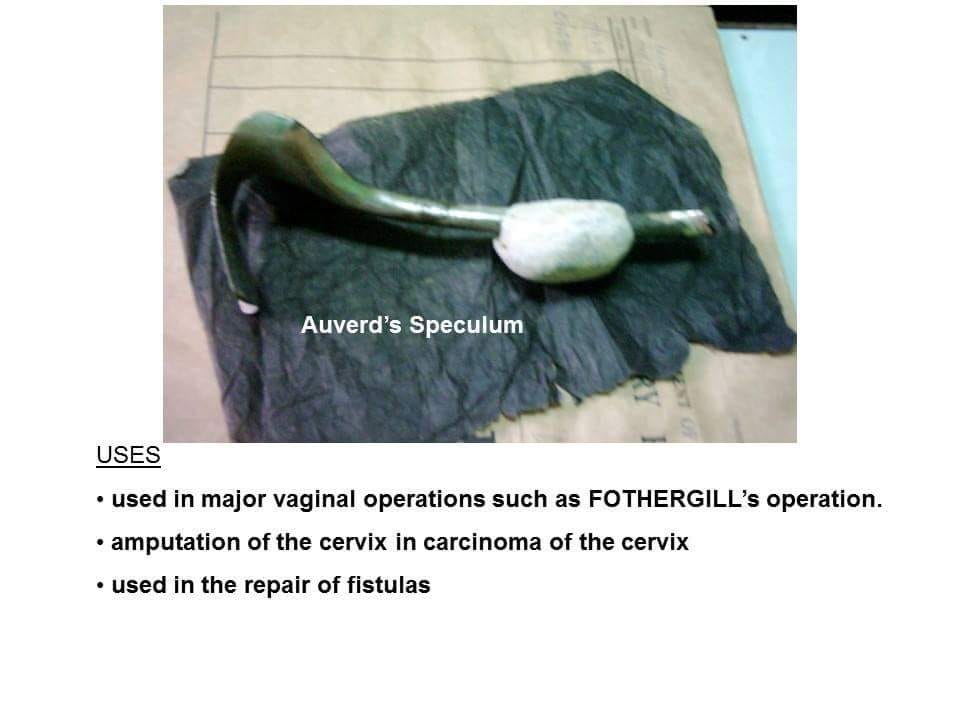 Auverd’s Speculum
USES
• used in major vaginal operations such as FOTHERGILL’s operation.
• amputation of the cervix in carcinoma of the cervix
• used in the repair of fistulas